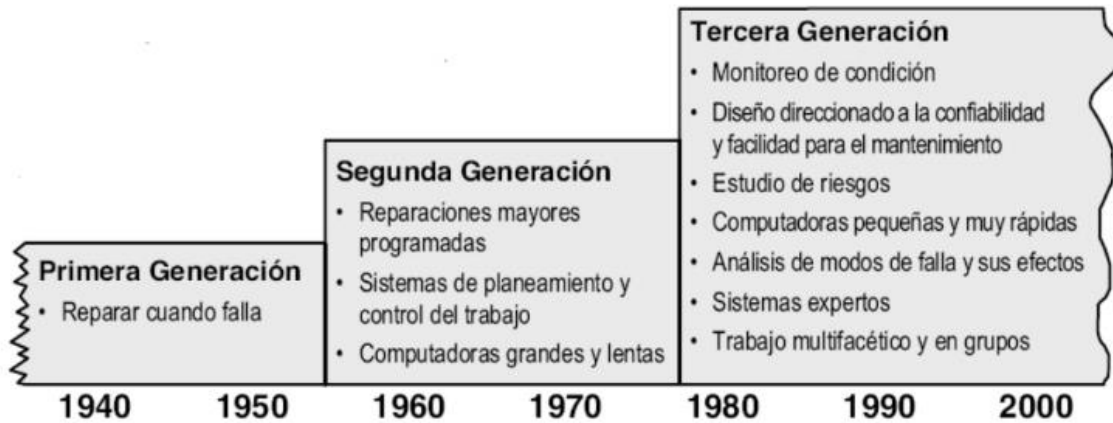 Primera Generación
• Reparar cuando falla
Segunda Generación
• Reparaciones mayores
programadas
• Sistemas de planeamiento y
control del trabajo
• Computadoras grandes y lentas
Tercera Generación
• Monitoreo de condición
• Diseño direccionado a la confiabilidad
y facilidad para el mantenimiento
• Estudio de riesgos
• Computadoras pequeñas y muy rápidas
• Análisis de modos de falla y sus efectos
• Sistemas expertos
• Trabajo multifacético y en grupos
1940 1950 1960 1970 1980 1990 2000